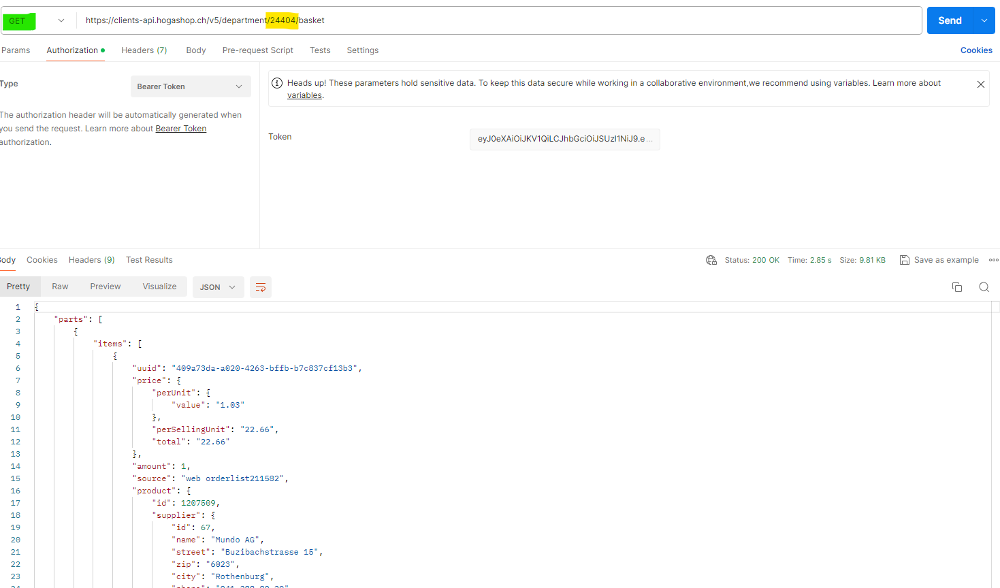 GET https://clients-api.hogashop.ch/v5/department/24404/basket Send
Params Authorization Headers (7) Body Pre-request Script Tests Settings Cookies
Type Bearer Token
The authorization header will be automatically generated when
you send the request. Learn more about Bearer Token
authorization.
Heads up! These parameters hold sensitive data. To keep this data secure while working in a collaborative environment,we recommend using variables. Learn more about
variables.
Token eyJ0eXAiOiJKV1QiLCJhbGciOiJSUzI1NiJ9.e...
Body Cookies Headers (9) Test Results Status: 200 OK Time: 2.85 s Size: 9.81 KB Save as example
Pretty Raw Preview Visualize JSON
1 {
2 "parts": [
3 {
4 "items": [
5 {
6 "uuid": "409a73da-a020-4263-bffb-b7c837cf13b3",
7 "price": {
8 "perUnit": {
9 "value": "1.03"
10 },
11 "perSellingUnit": "22.66",
12 "total": "22.66"
13 },
14 "amount": 1,
15 "source": "web orderlist211582",
16 "product": {
17 "id": 1207509,
18 "supplier": {
19 "id": 67,
20 "name": "Mundo AG",
21 "street": "Buzibachstrasse 15",
22 "zip": "6023",
23 "city": "Rothenburg",